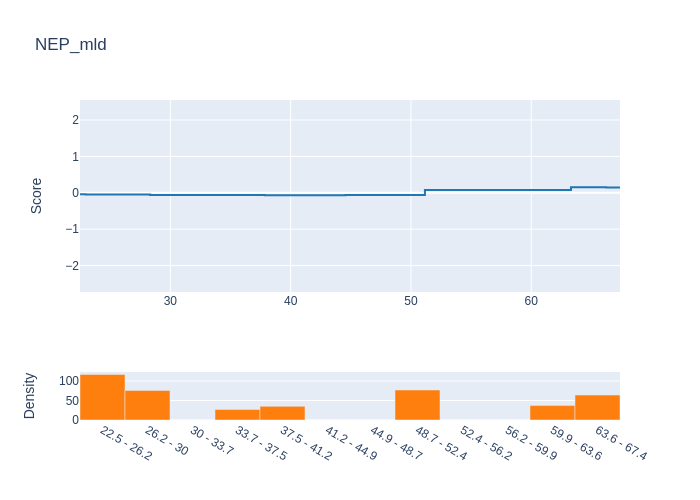 NEP_mld
Score
2
1
0
−1
−2
30
40
50
60
Density
100
50
0
22.5 - 26.2
26.2 - 30
30 - 33.7
33.7 - 37.5
37.5 - 41.2
41.2 - 44.9
44.9 - 48.7
48.7 - 52.4
52.4 - 56.2
56.2 - 59.9
59.9 - 63.6
63.6 - 67.4